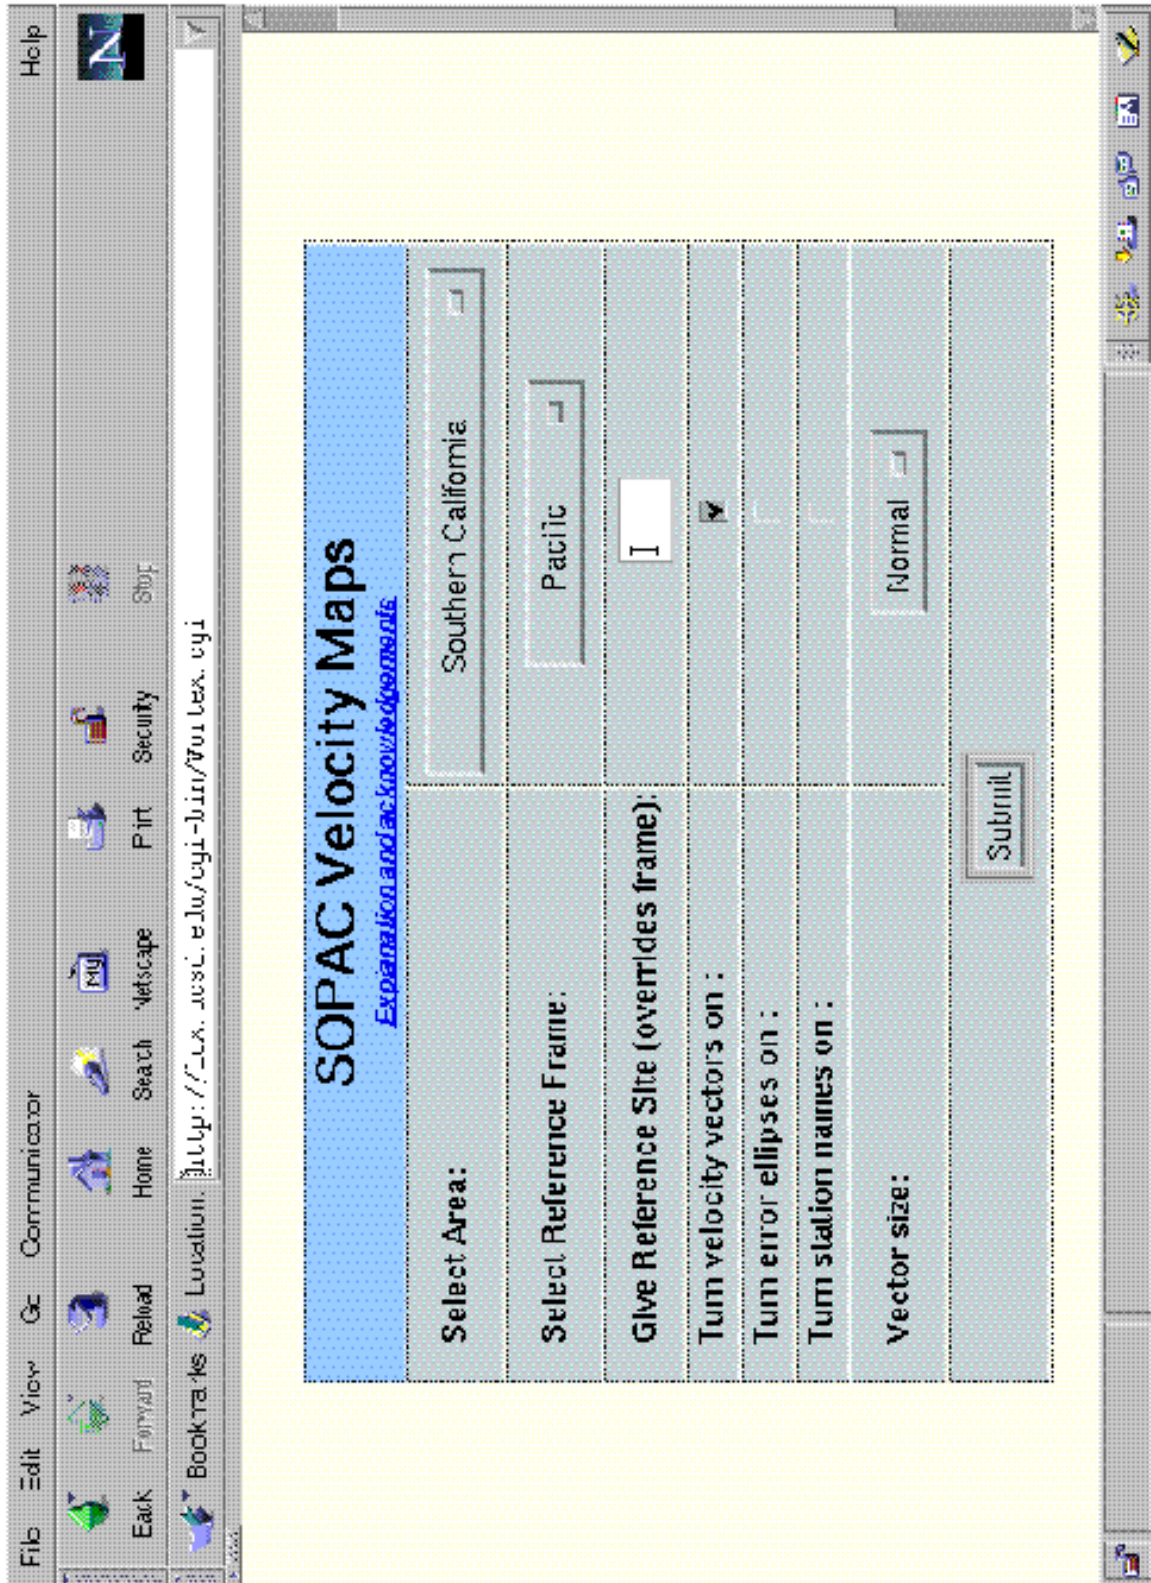 File Edit View Go Communicator Help
Back Forward Reload Home Search Netscape Print Security Stop
My
N
Bookmarks Location:
SOPAC Velocity Maps
Explanation and acknowledgements
Select Area: Southern California
Select Reference Frame: Pacific
Give Reference Site (overrides frame):
Turn velocity vectors on :
Turn error ellipses on :
Turn station names on :
Vector size: Normal
Submit